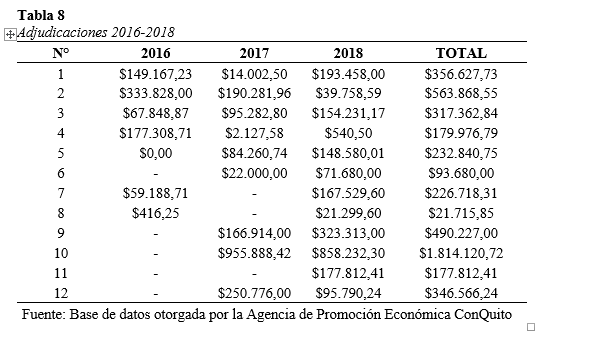 Tabla 8
Adjudicaciones 2016-2018
N° 2016 2017 2018 TOTAL
1 $149.167,23 $14.002,50 $193.458,00 $356.627,73
2 $333.828,00 $190.281,96 $39.758,59 $563.868,55
3 $67.848,87 $95.282,80 $154.231,17 $317.362,84
4 $177.308,71 $2.127,58 $540,50 $179.976,79
5 $0,00 $84.260,74 $148.580,01 $232.840,75
6 - $22.000,00 $71.680,00 $93.680,00
7 $59.188,71 - $167.529,60 $226.718,31
8 $416,25 - $21.299,60 $21.715,85
9 - $166.914,00 $323.313,00 $490.227,00
10 - $955.888,42 $858.232,30 $1.814.120,72
11 - - $177.812,41 $177.812,41
12 - $250.776,00 $95.790,24 $346.566,24
Fuente: Base de datos otorgada por la Agencia de Promoción Económica ConQuito